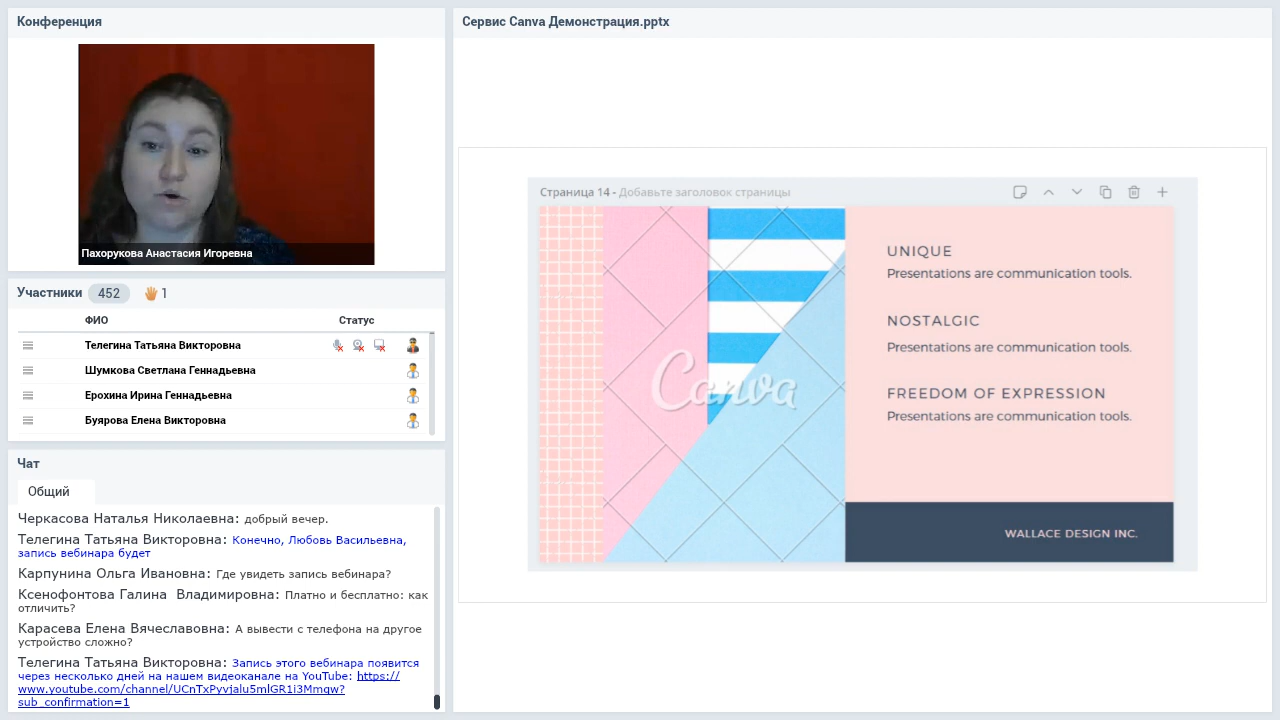 Конференция
Пахорукова Анастасия Игоревна
Участники 452 1
ФИО Статус
Телегина Татьяна Викторовна
Шумкова Светлана Геннадьевна
Ерохина Ирина Геннадьевна
Буярова Елена Викторовна
Чат
Общий
Черкасова Наталья Николаевна: добрый вечер.
Телегина Татьяна Викторовна: Конечно, Любовь Васильевна,
запись вебинара будет
Карпунина Ольга Ивановна: Где увидеть запись вебинара?
Ксенофонтова Галина Владимировна: Платно и бесплатно: как
отличить?
Карасева Елена Вячеславовна: А вывести с телефона на другое
устройство сложно?
Телегина Татьяна Викторовна: Запись этого вебинара появится
через несколько дней на нашем видеоканале на YouTube: https://
www.youtube.com/channel/UCnTxPyvjalu5mlGR1i3Mmqw?
sub_confirmation=1
Сервис Canva Демонстрация.pptx
Страница 14 - Добавьте заголовок страницы
Canva
UNIQUE
Presentations are communication tools.
NOSTALGIC
Presentations are communication tools.
FREEDOM OF EXPRESSION
Presentations are communication tools.
WALLACE DESIGN INC.